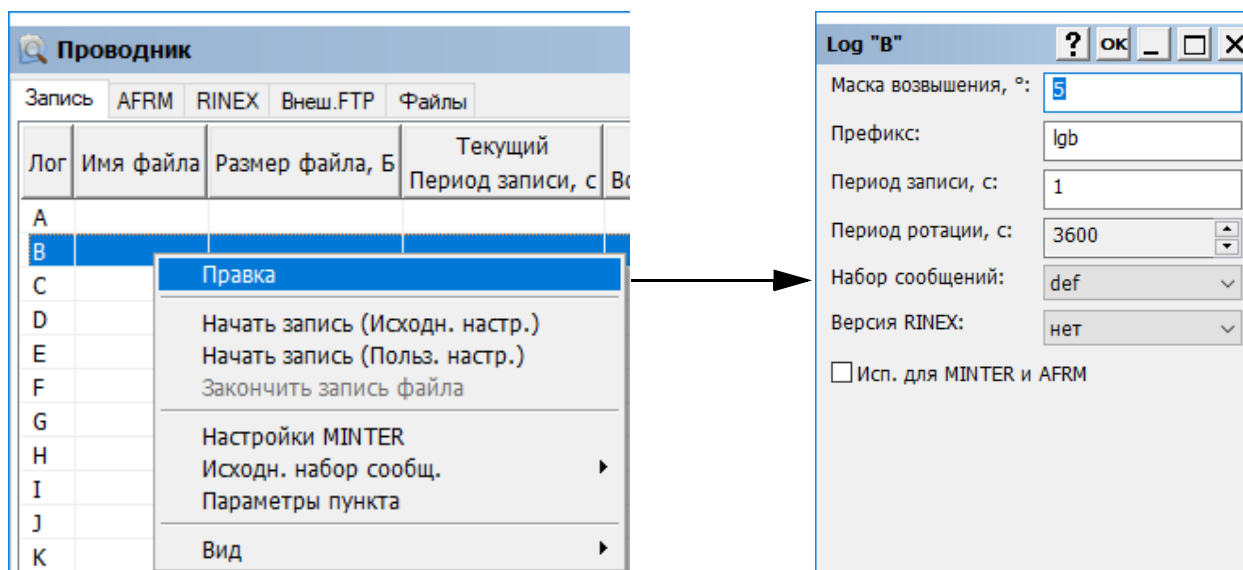 Проводник
Запись AFRM RINEX Внеш.FTP Файлы
Лог Имя файла Размер файла, Б Текущий
Период записи, с
A
B
C
D
E
F
G
H
I
J
K
Правка
Начать запись (Исходн. настр.)
Начать запись (Польз. настр.)
Закончить запись файла
Настройки MINTER
Исходн. набор сообщ.
Параметры пункта
Вид
Log "B" ? ОК
Маска возвышения, °: 5
Префикс: lgb
Период записи, с: 1
Период ротации, с: 3600
Набор сообщений: def
Версия RINEX: нет
Исп. для MINTER и AFRM